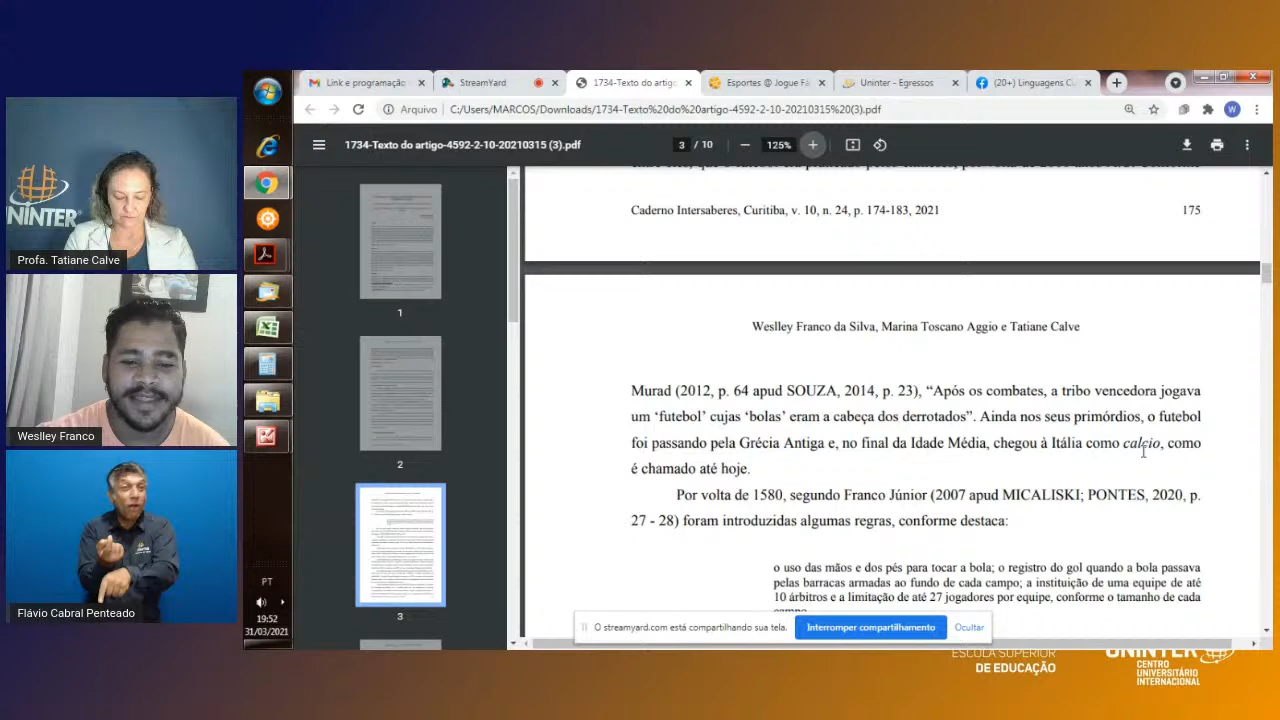 Link e programação
StreamYard
1734-Texto do artigo
Esportes @ Jogue Fá
Uninter - Egressos
(20+) Linguagens Cu
Arquivo
C:/Users/MARCOS/Downloads/1734-Texto%20do%20artigo-4592-2-10-20210315%20(3).pdf
W
1734-Texto do artigo-4592-2-10-20210315 (3).pdf
3 / 10
125%
UNINTER
Profa. Tatiane Calve
Weslley Franco
Flávio Cabral Penteado
1
2
3
Caderno Intersaberes, Curitiba, v. 10, n. 24, p. 174-183, 2021
175
Weslley Franco da Silva, Marina Toscano Aggio e Tatiane Calve
Murad (2012, p. 64 apud SOUZA, 2014, p. 23), “Após os combates, a tribo vencedora jogava
um ‘futebol’ cujas ‘bolas’ eram a cabeça dos derrotados”. Ainda nos seus primórdios, o futebol
foi passando pela Grécia Antiga e, no final da Idade Média, chegou à Itália como calcio, como
é chamado até hoje.
Por volta de 1580, segundo Franco Júnior (2007 apud MICALISKI; PONTES, 2020, p.
27 - 28) foram introduzidas algumas regras, conforme destaca:
o uso das mãos e dos pés para tocar a bola; o registro do gol quando a bola passava
pelas barracas armadas ao fundo de cada campo; a instituição de uma equipe de até
10 árbitros e a limitação de até 27 jogadores por equipe, conforme o tamanho de cada
campo
O streamyard.com está compartilhando sua tela.
Interromper compartilhamento
Ocultar
PT
19:52
31/03/2021
ESCOLA SUPERIOR
DE EDUCAÇÃO
UNINTER
CENTRO
UNIVERSITÁRIO
INTERNACIONAL